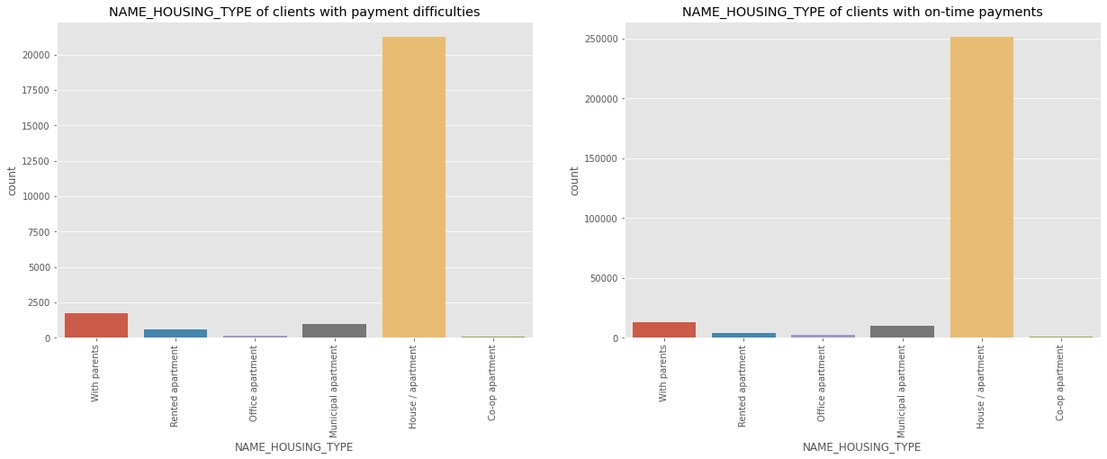 NAME_HOUSING_TYPE of clients with payment difficulties
20000
17500
15000
12500
10000
7500
5000
2500
0
count
With parents
Rented apartment
Office apartment
Municipal apartment
House / apartment
Co-op apartment
NAME_HOUSING_TYPE
NAME_HOUSING_TYPE of clients with on-time payments
250000
200000
150000
100000
50000
0
count
With parents
Rented apartment
Office apartment
Municipal apartment
House / apartment
Co-op apartment
NAME_HOUSING_TYPE